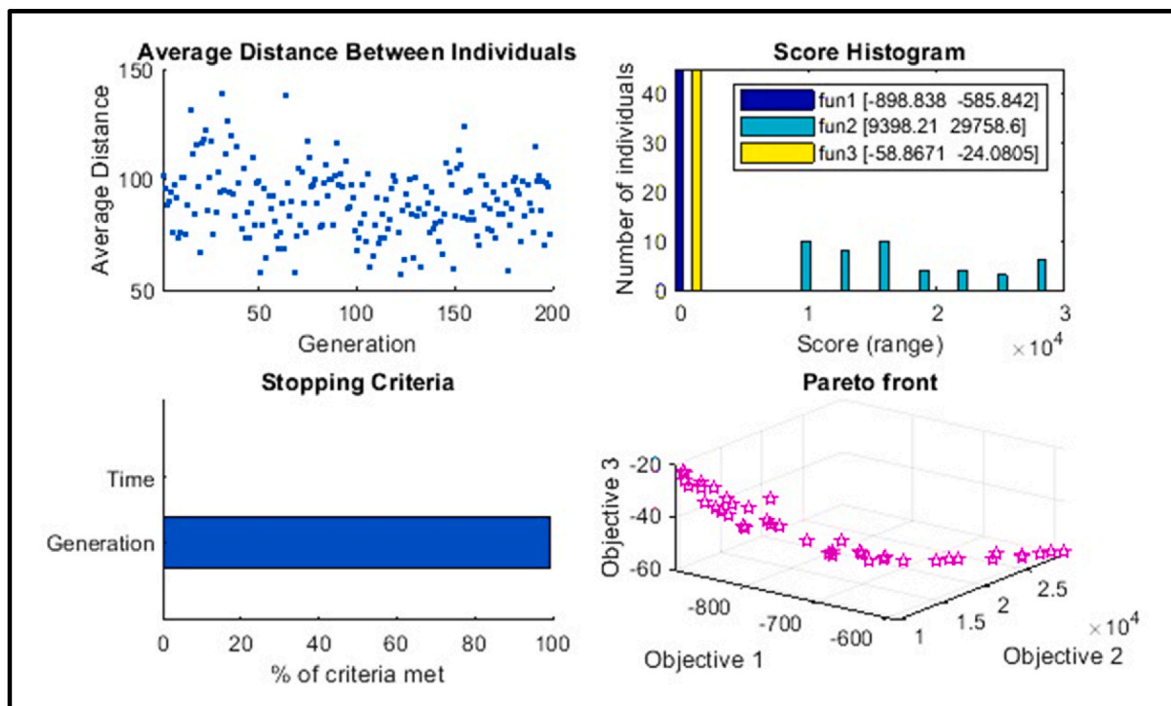 Average Distance Between Individuals
150
100
50
Average Distance
50
100
150
200
Generation
Score Histogram
40
30
20
10
0
Number of individuals
fun1 [-898.838 -585.842]
fun2 [9398.21 29758.6]
fun3 [-58.8671 -24.0805]
0
1
2
3
×10^4
Score (range)
Stopping Criteria
Time
Generation
0
20
40
60
80
100
% of criteria met
Pareto front
-20
-40
-60
Objective 3
-800
-700
-600
Objective 1
1
1.5
2
2.5
×10^4
Objective 2